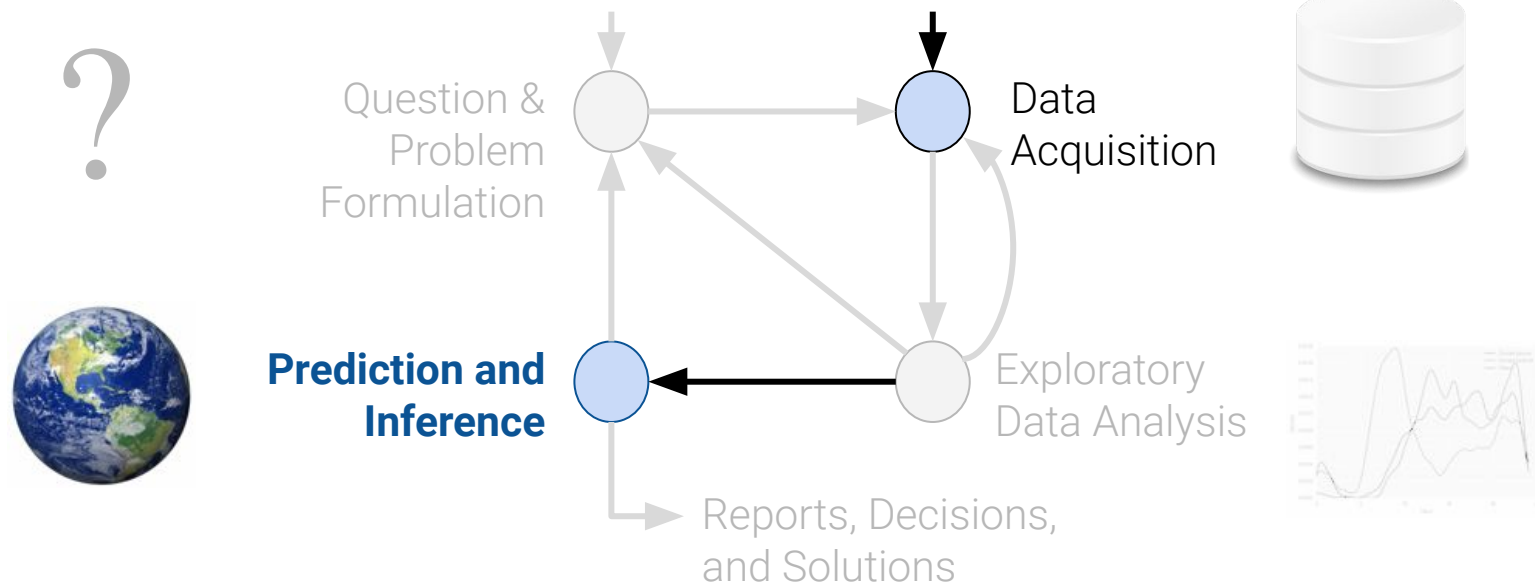 ?
Question &
Problem
Formulation
Data
Acquisition
Prediction and
Inference
Exploratory
Data Analysis
Reports, Decisions,
and Solutions